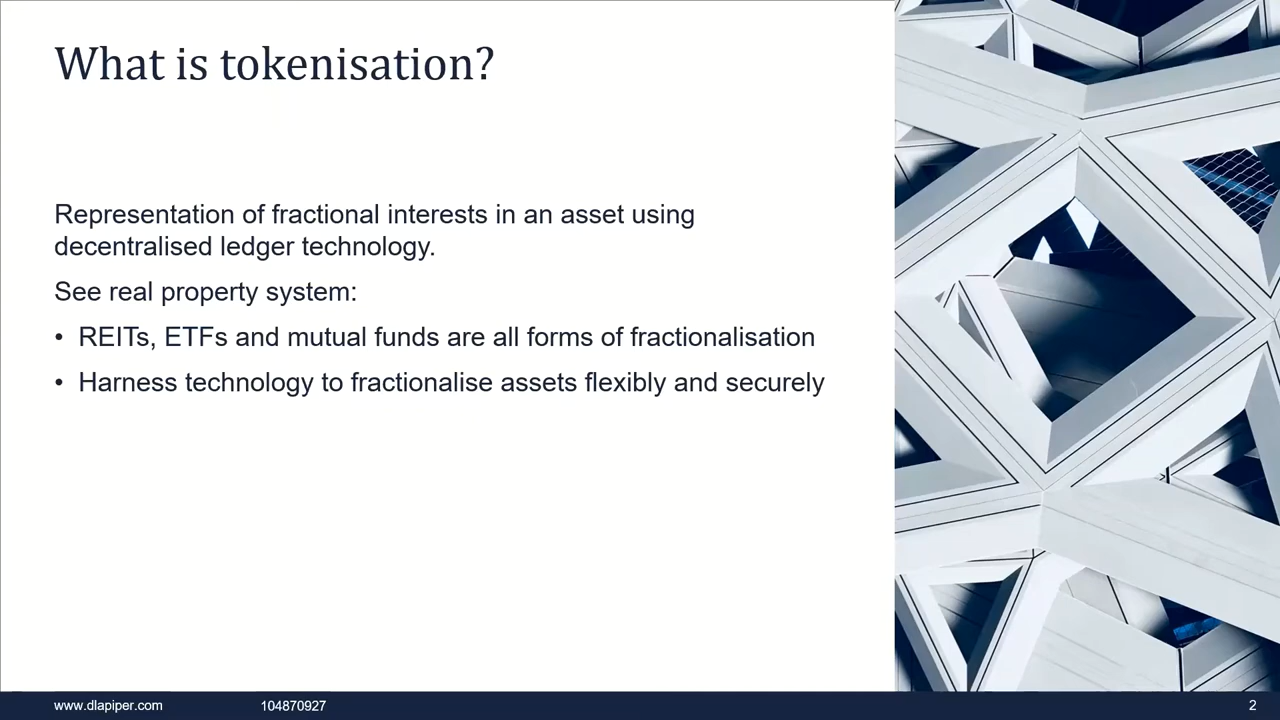 What is tokenisation?
Representation of fractional interests in an asset using
decentralised ledger technology.
See real property system:
• REITs, ETFs and mutual funds are all forms of fractionalisation
• Harness technology to fractionalise assets flexibly and securely
www.dlapiper.com 104870927 2